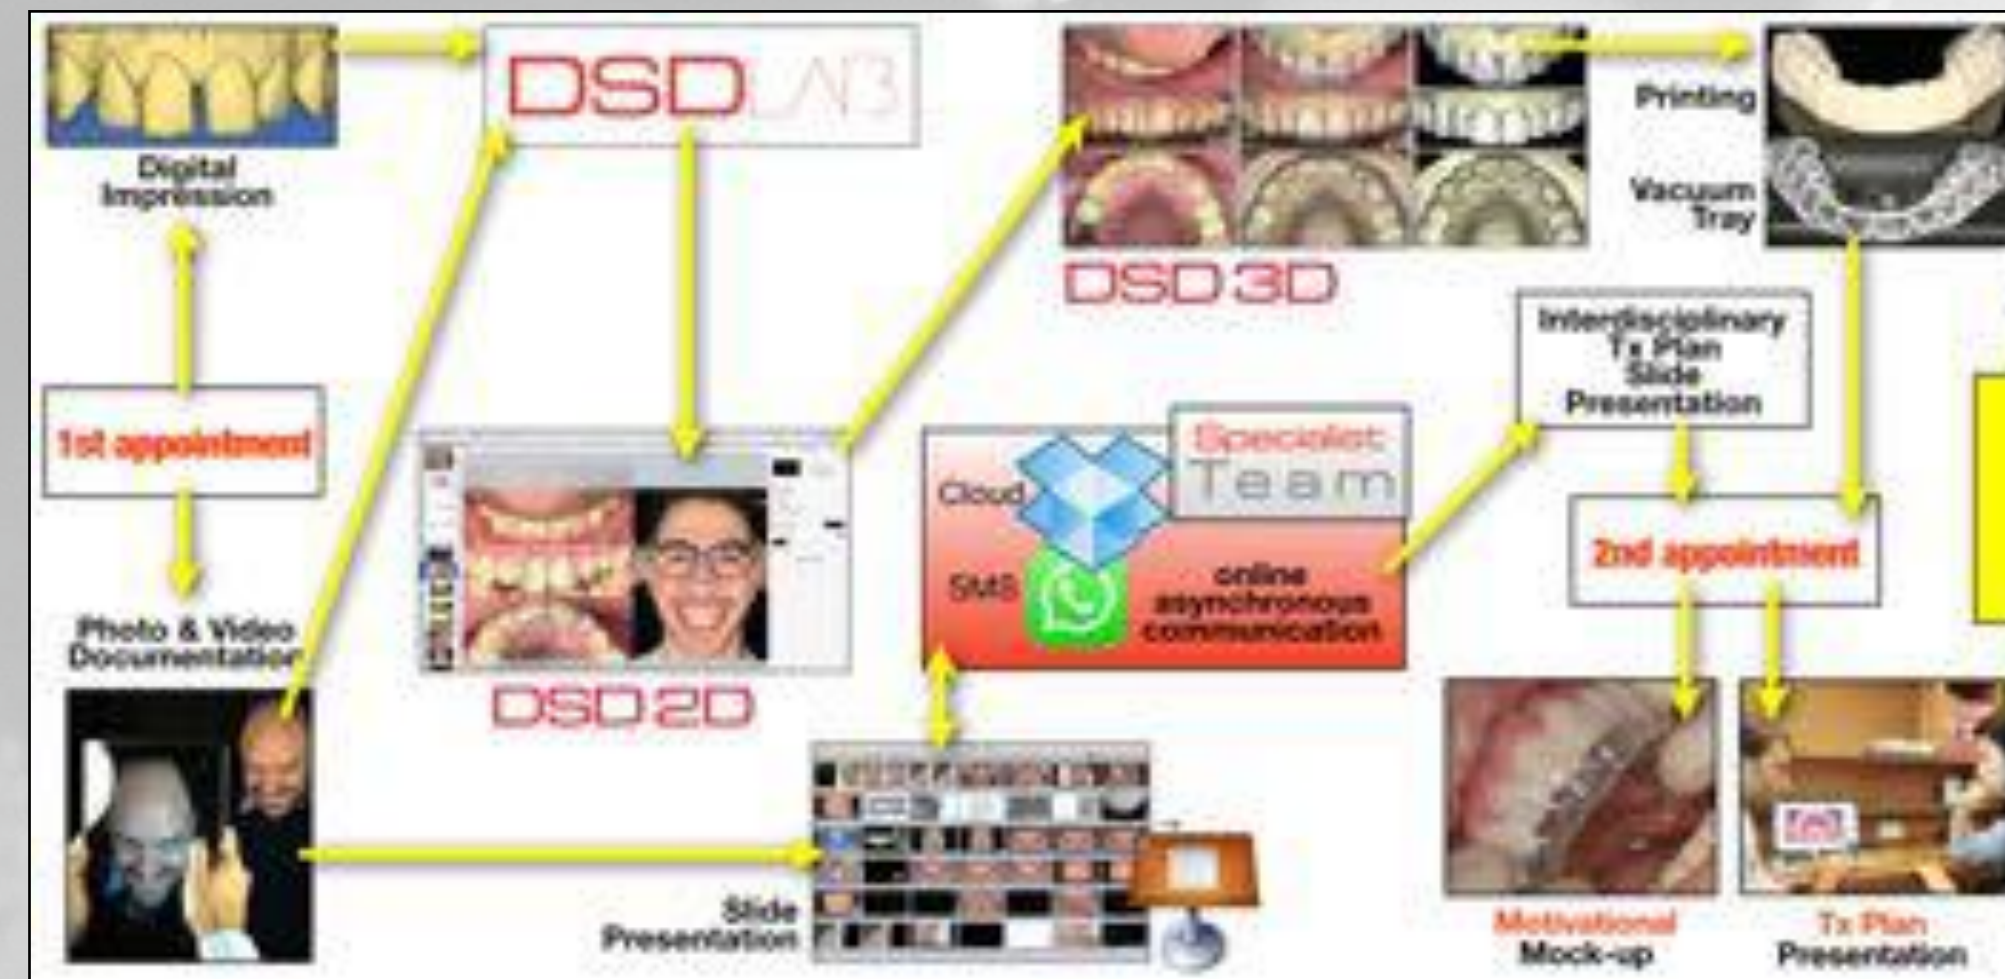 DSDLAB
Digital
Impression
1st appointment
Photo & Video
Documentation
DSD 2D
DSD 3D
Printing
Vacuum
Tray
Cloud
Specialist
Team
SMS
online
asynchronous
communication
Slide
Presentation
Interdisciplinary
Tx Plan
Slide
Presentation
2nd appointment
Motivational
Mock-up
Tx Plan
Presentation